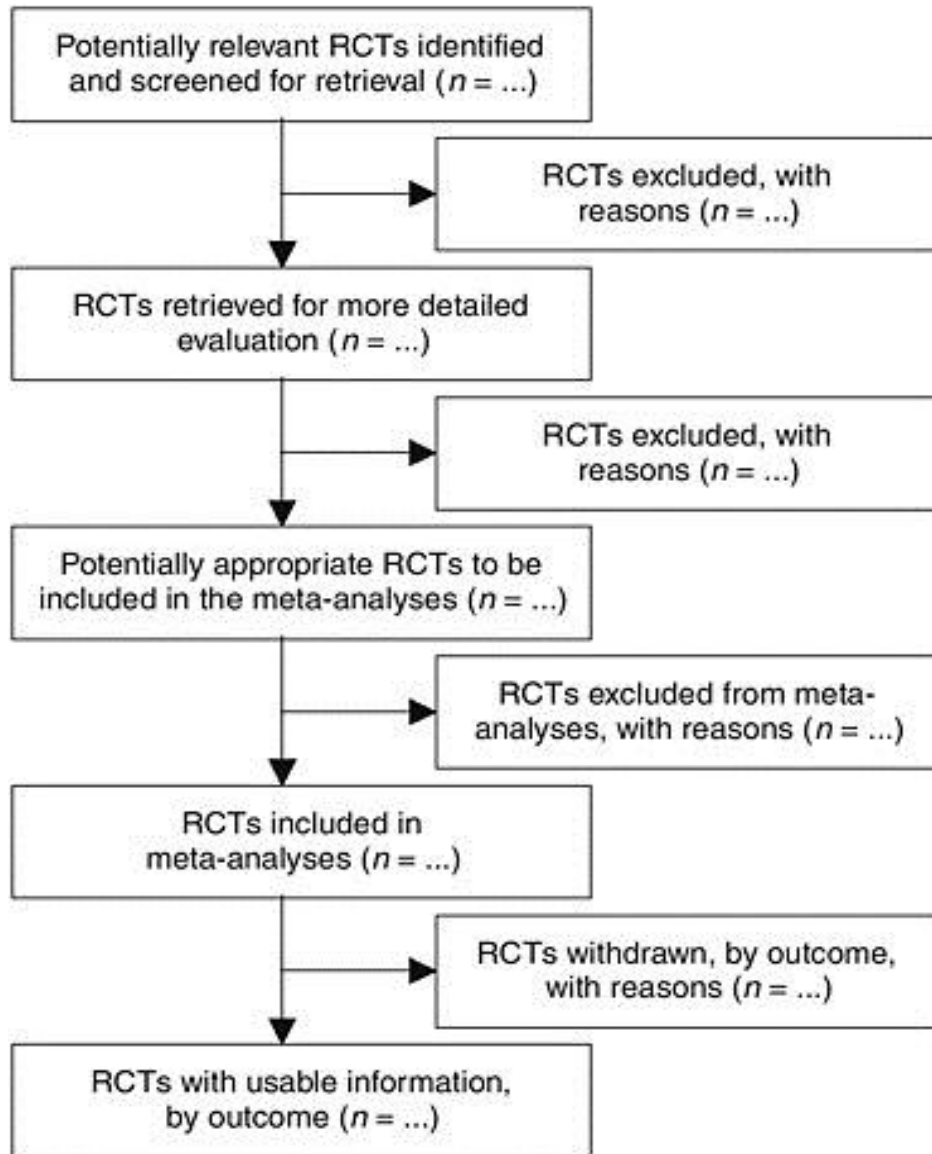 Potentially relevant RCTs identified
and screened for retrieval (n = ...)
RCTs excluded, with
reasons (n = ...)
RCTs retrieved for more detailed
evaluation (n = ...)
RCTs excluded, with
reasons (n = ...)
Potentially appropriate RCTs to be
included in the meta-analyses (n = ...)
RCTs excluded from meta-
analyses, with reasons (n = ...)
RCTs included in
meta-analyses (n = ...)
RCTs withdrawn, by outcome,
with reasons (n = ...)
RCTs with usable information,
by outcome (n = ...)